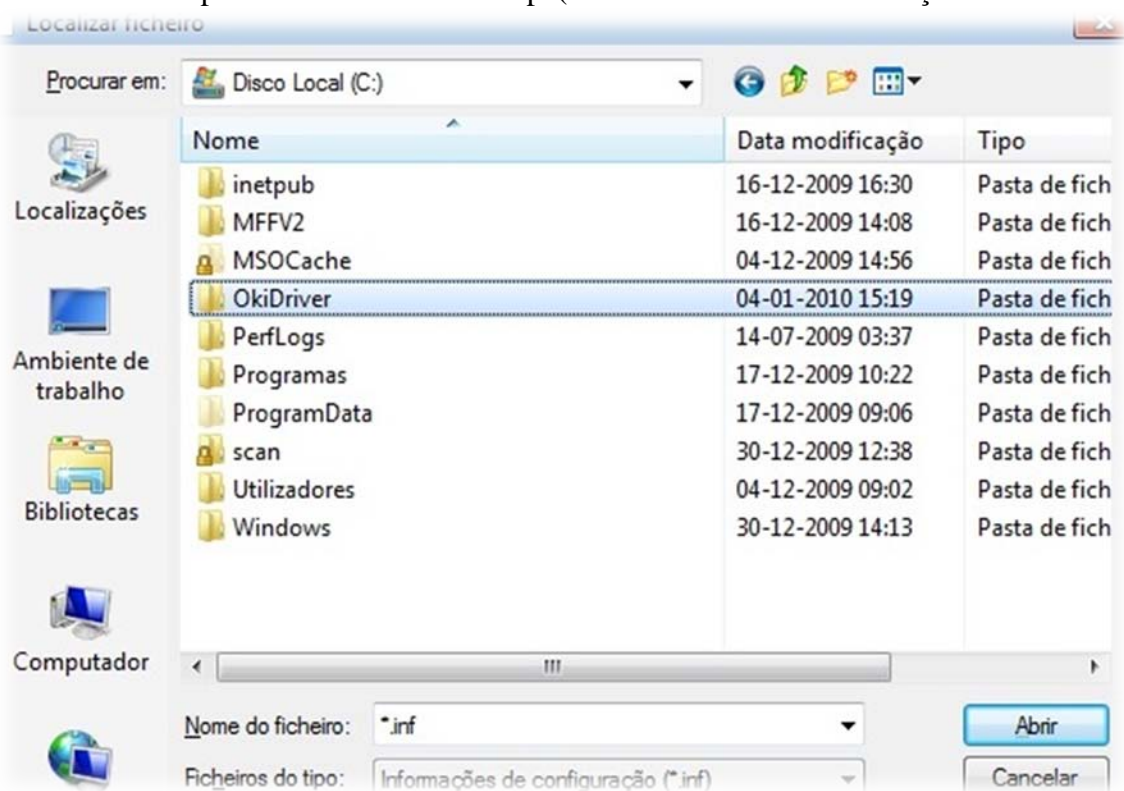 Localizar ficheiro
Procurar em: Disco Local (C:)
Nome Data modificação Tipo
inetpub 16-12-2009 16:30 Pasta de fich
MFFV2 16-12-2009 14:08 Pasta de fich
MSOCache 04-12-2009 14:56 Pasta de fich
OkiDriver 04-01-2010 15:19 Pasta de fich
PerfLogs 14-07-2009 03:37 Pasta de fich
Programas 17-12-2009 10:22 Pasta de fich
ProgramData 17-12-2009 09:06 Pasta de fich
scan 30-12-2009 12:38 Pasta de fich
Utilizadores 04-12-2009 09:02 Pasta de fich
Windows 30-12-2009 14:13 Pasta de fich
Localizações
Ambiente de
trabalho
Bibliotecas
Computador
Nome do ficheiro: *.inf Abrir
Ficheiros do tipo: Informações de configuração (*.inf) Cancelar